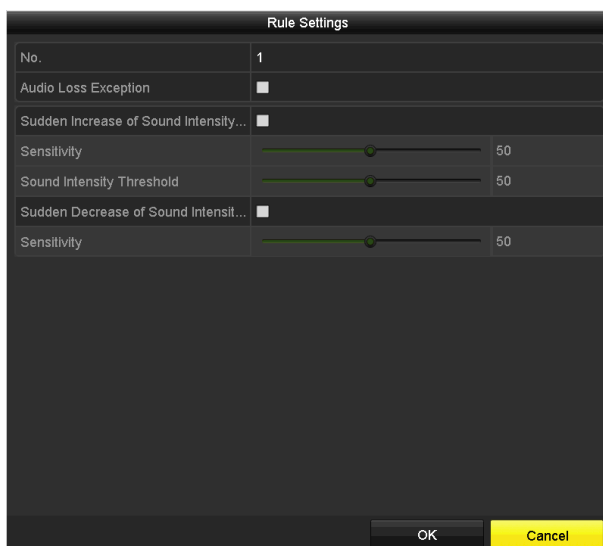 Rule Settings
No. 1
Audio Loss Exception
Sudden Increase of Sound Intensity...
Sensitivity 50
Sound Intensity Threshold 50
Sudden Decrease of Sound Intensit...
Sensitivity 50
OK Cancel